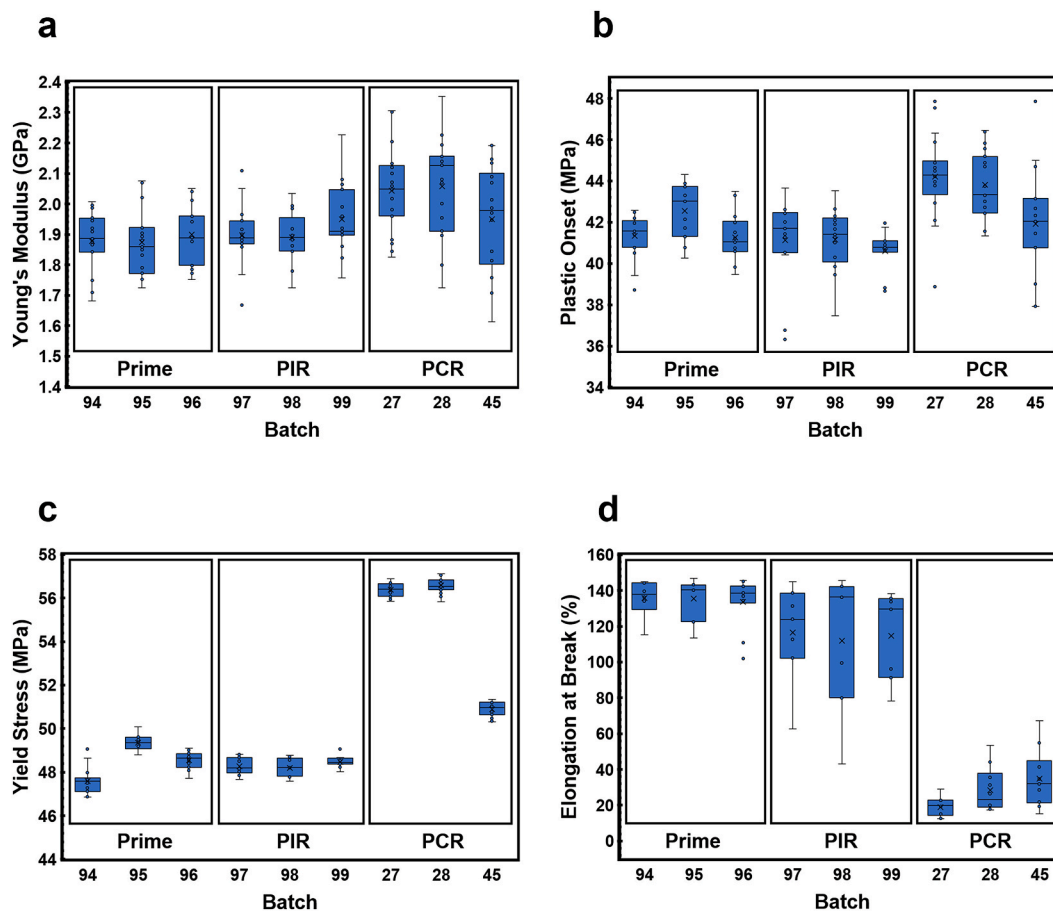 a
Young's Modulus (GPa)
2.4
2.3
2.2
2.1
2.0
1.9
1.8
1.7
1.6
1.5
1.4
Prime PIR PCR
94 95 96 97 98 99 27 28 45
Batch
b
Plastic Onset (MPa)
48
46
44
42
40
38
36
34
Prime PIR PCR
94 95 96 97 98 99 27 28 45
Batch
c
Yield Stress (MPa)
58
56
54
52
51
50
48
46
44
Prime PIR PCR
94 95 96 97 98 99 27 28 45
Batch
d
Elongation at Break (%)
160
140
120
100
80
60
40
20
0
Prime PIR PCR
94 95 96 97 98 99 27 28 45
Batch